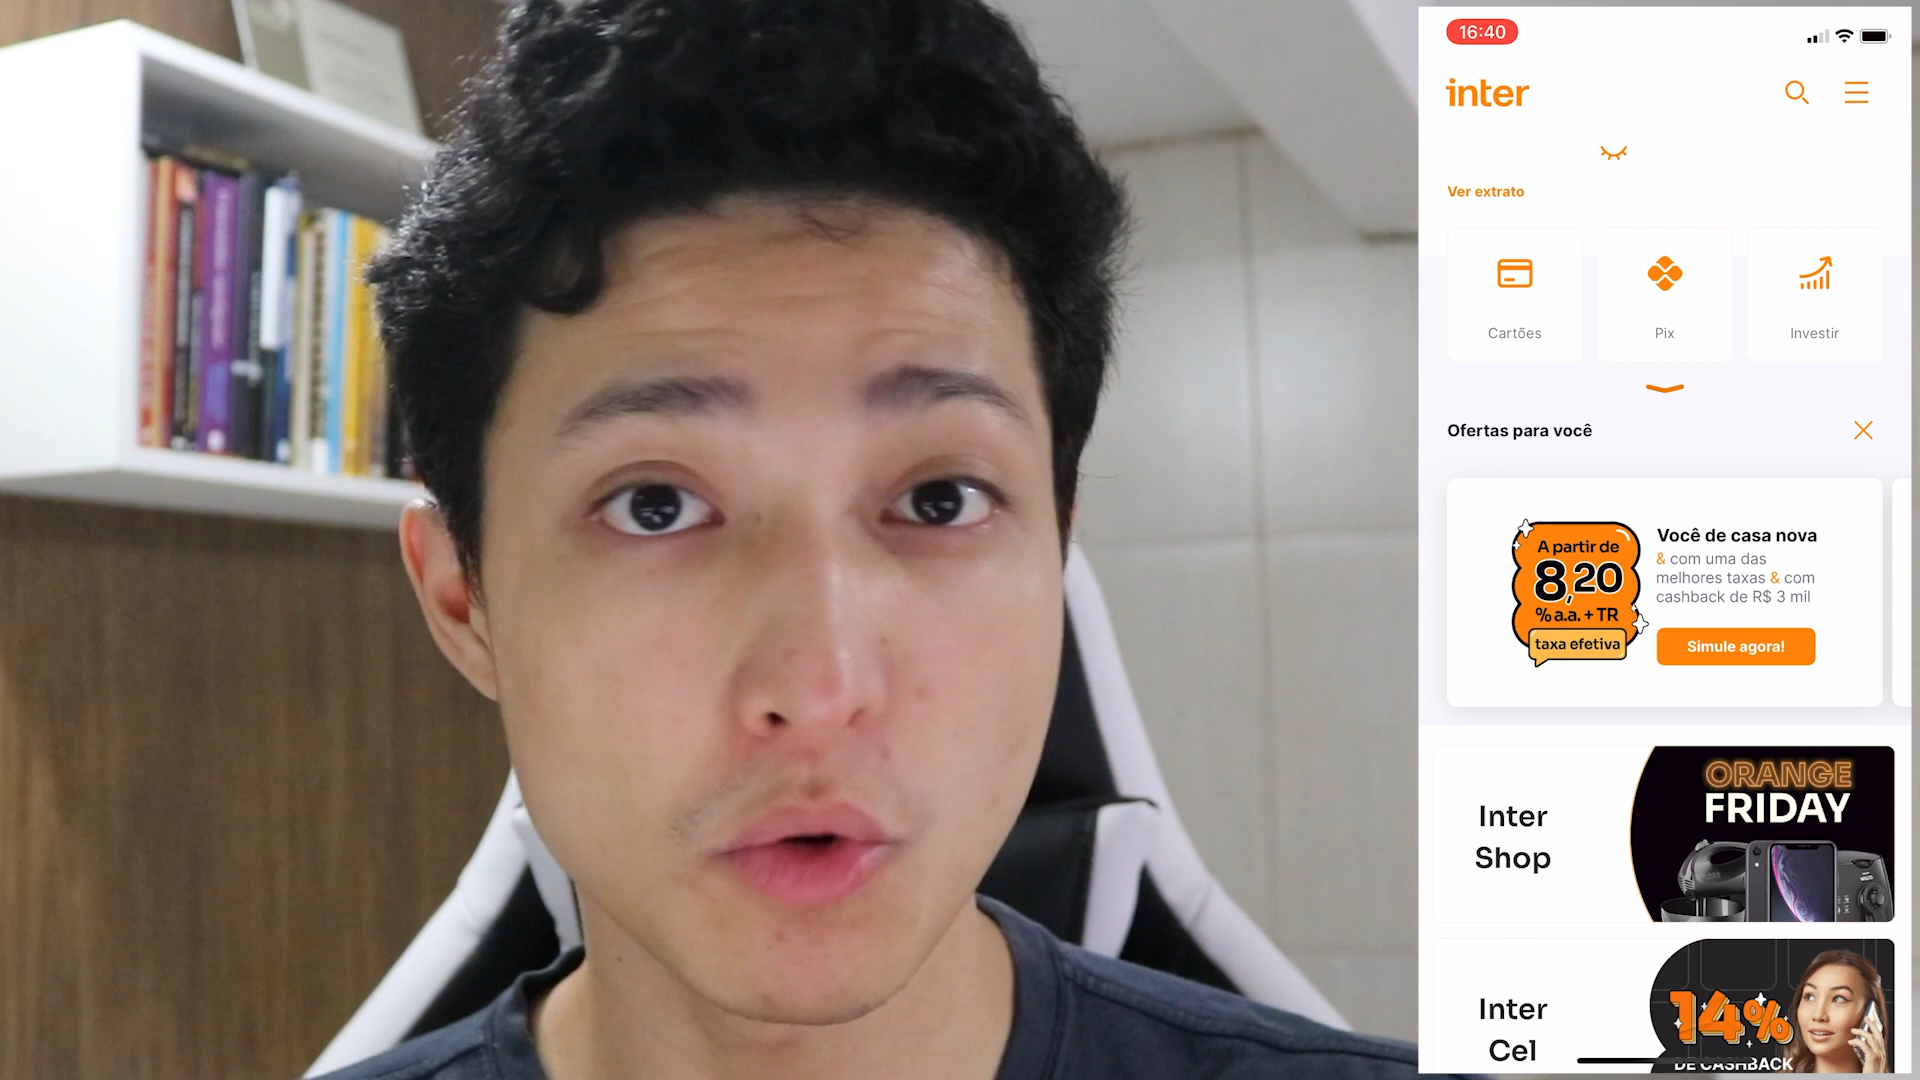 16:40
inter
Ver extrato
Cartões
Pix
Investir
Ofertas para você
A partir de
8,20
% a.a. + TR
taxa efetiva
Você de casa nova
& com uma das
melhores taxas & com
cashback de R$ 3 mil
Simule agora!
Inter
Shop
ORANGE
FRIDAY
Inter
Cel
14%
DE CASHBACK